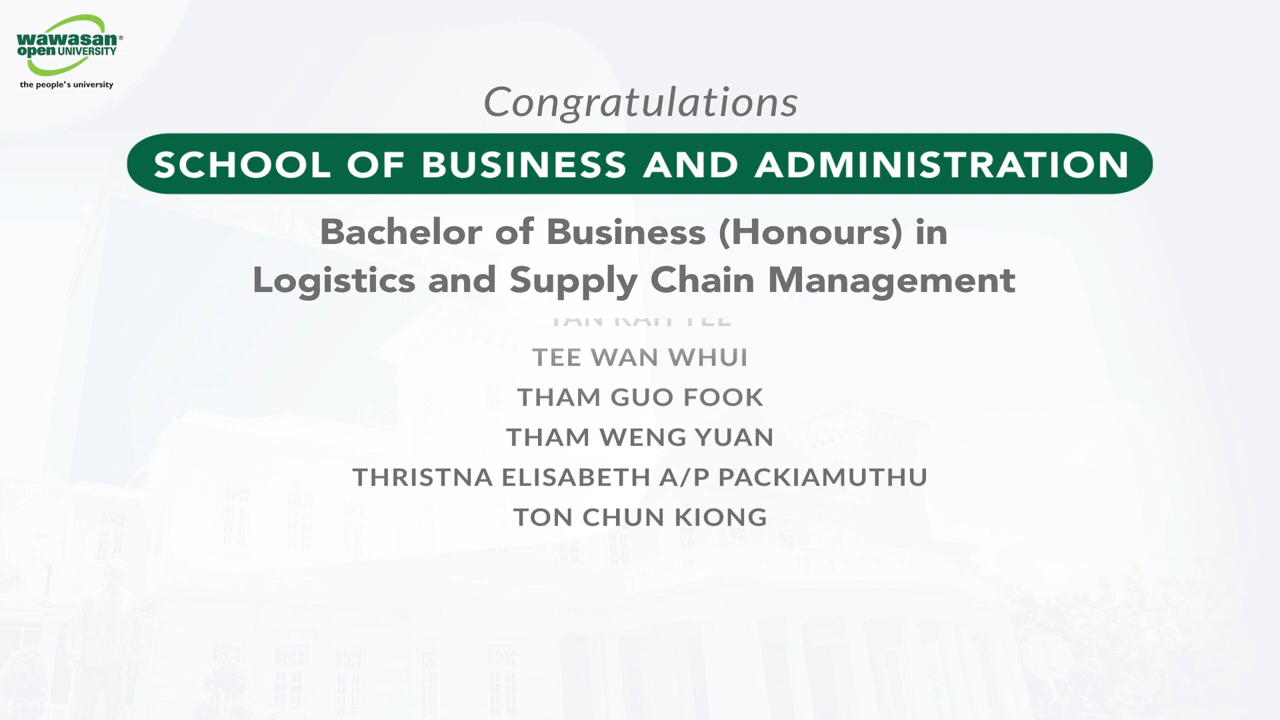 wawasan®
open UNIVERSITY
the people's university
Congratulations
SCHOOL OF BUSINESS AND ADMINISTRATION
Bachelor of Business (Honours) in
Logistics and Supply Chain Management
TEE WAN WHUI
THAM GUO FOOK
THAM WENG YUAN
THRISTNA ELISABETH A/P PACKIAMUTHU
TON CHUN KIONG